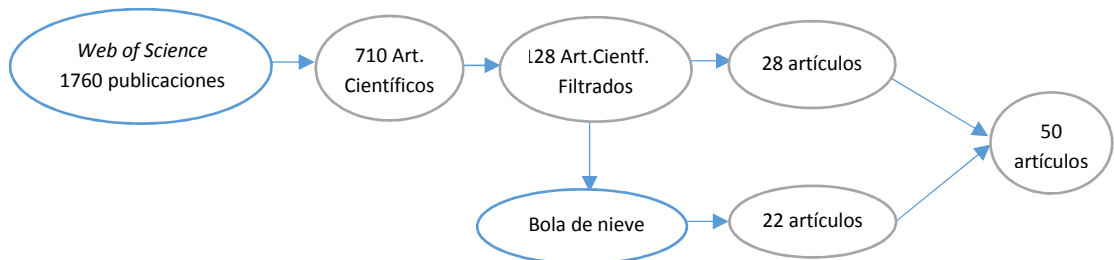 Web of Science
1760 publicaciones
710 Art.
Científicos
128 Art.Cientf.
Filtrados
28 artículos
50
artículos
Bola de nieve
22 artículos